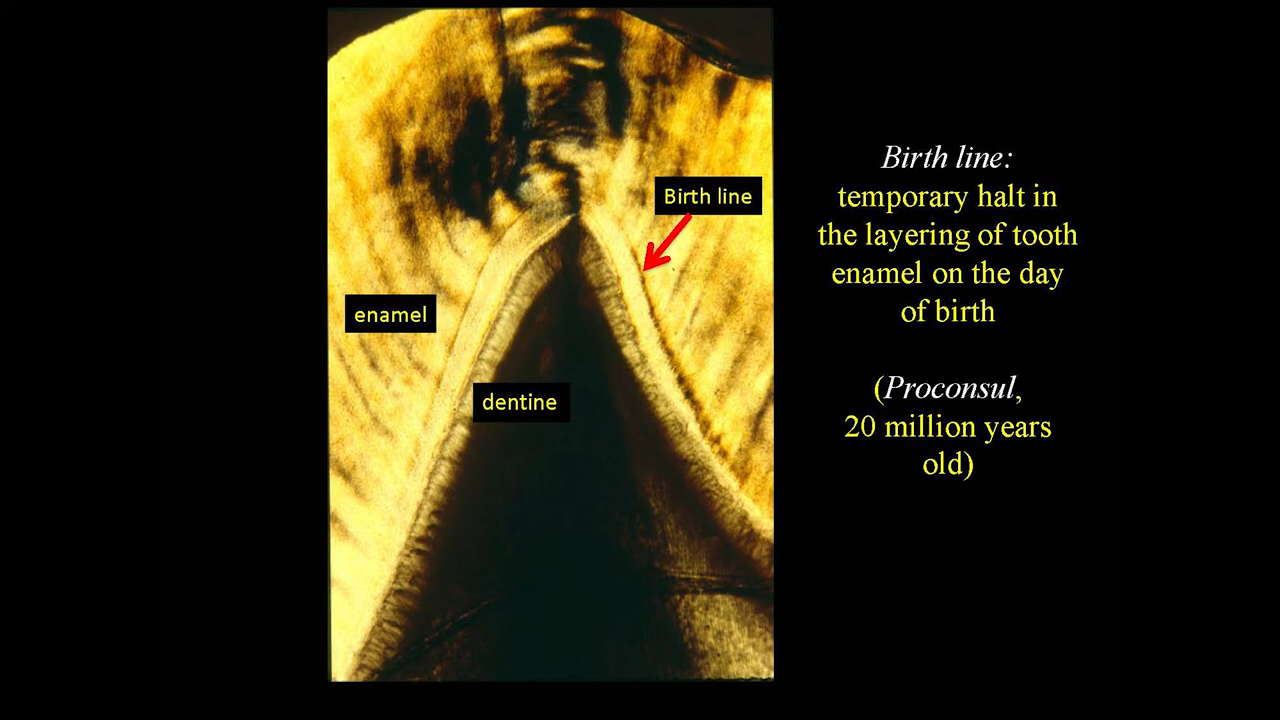 Birth line
enamel
dentine
Birth line:
temporary halt in
the layering of tooth
enamel on the day
of birth
(Proconsul,
20 million years
old)